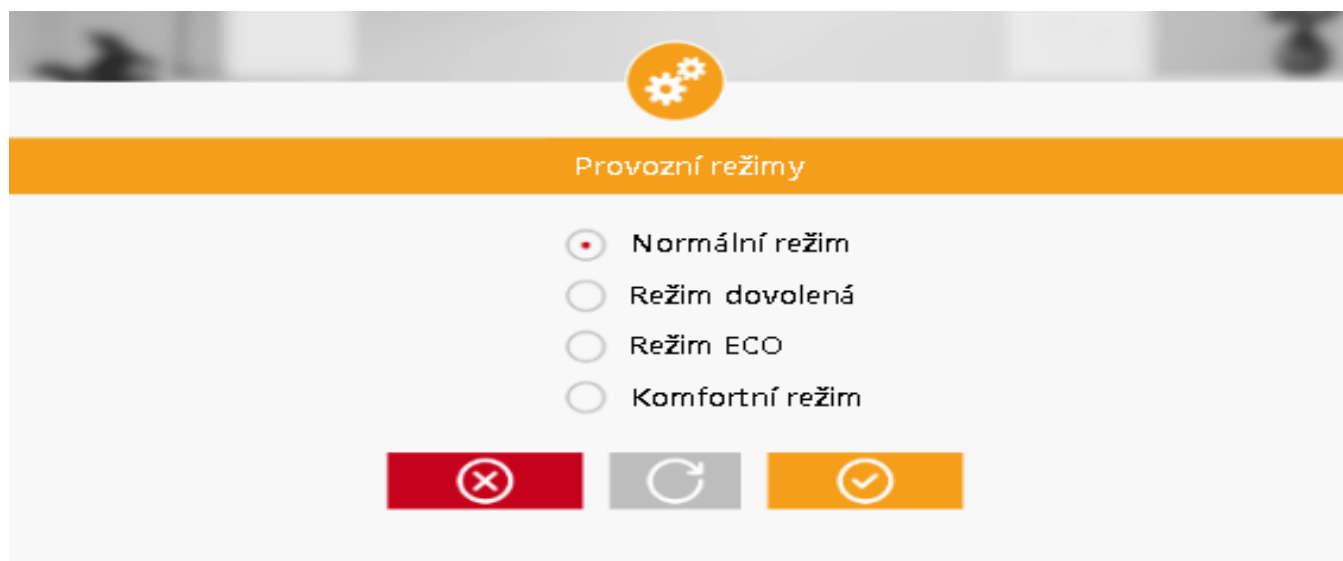 Provozní režimy
Normální režim
Režim dovolená
Režim ECO
Komfortní režim